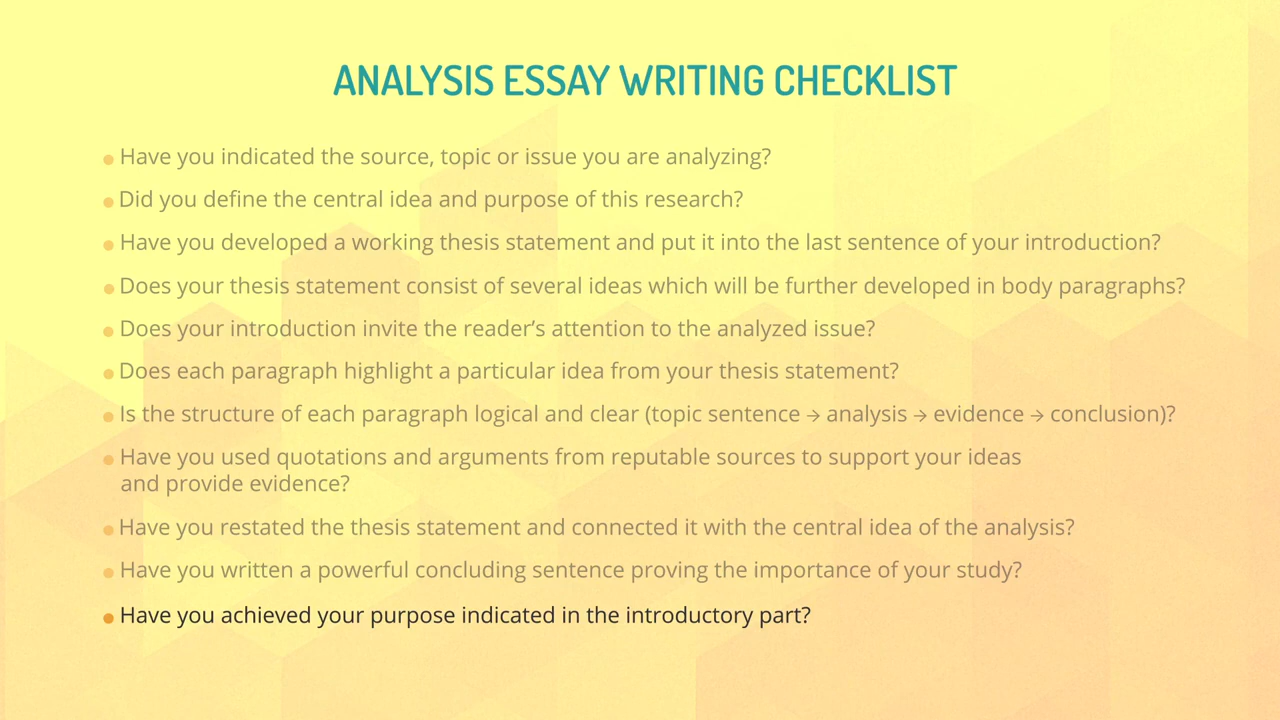 ANALYSIS ESSAY WRITING CHECKLIST
• Have you indicated the source, topic or issue you are analyzing?
• Did you define the central idea and purpose of this research?
• Have you developed a working thesis statement and put it into the last sentence of your introduction?
• Does your thesis statement consist of several ideas which will be further developed in body paragraphs?
• Does your introduction invite the reader’s attention to the analyzed issue?
• Does each paragraph highlight a particular idea from your thesis statement?
• Is the structure of each paragraph logical and clear (topic sentence → analysis → evidence → conclusion)?
• Have you used quotations and arguments from reputable sources to support your ideas
and provide evidence?
• Have you restated the thesis statement and connected it with the central idea of the analysis?
• Have you written a powerful concluding sentence proving the importance of your study?
• Have you achieved your purpose indicated in the introductory part?